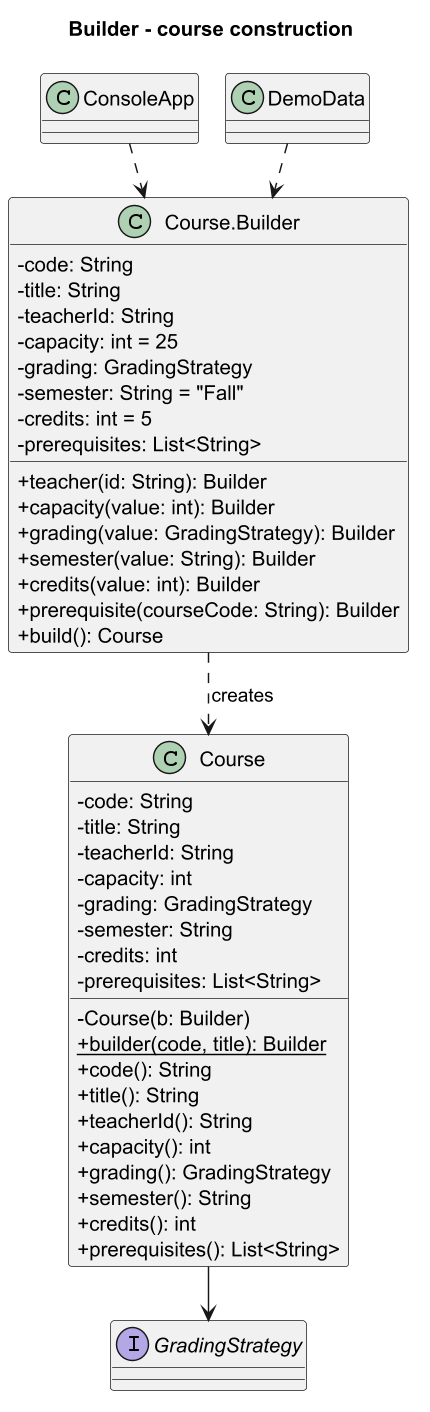 Builder - course construction
C ConsoleApp
C DemoData
C Course.Builder
-code: String
-title: String
-teacherId: String
-capacity: int = 25
-grading: GradingStrategy
-semester: String = "Fall"
-credits: int = 5
-prerequisites: List<String>
+teacher(id: String): Builder
+capacity(value: int): Builder
+grading(value: GradingStrategy): Builder
+semester(value: String): Builder
+credits(value: int): Builder
+prerequisite(courseCode: String): Builder
+build(): Course
creates
C Course
-code: String
-title: String
-teacherId: String
-capacity: int
-grading: GradingStrategy
-semester: String
-credits: int
-prerequisites: List<String>
-Course(b: Builder)
+builder(code, title): Builder
+code(): String
+title(): String
+teacherId(): String
+capacity(): int
+grading(): GradingStrategy
+semester(): String
+credits(): int
+prerequisites(): List<String>
I GradingStrategy